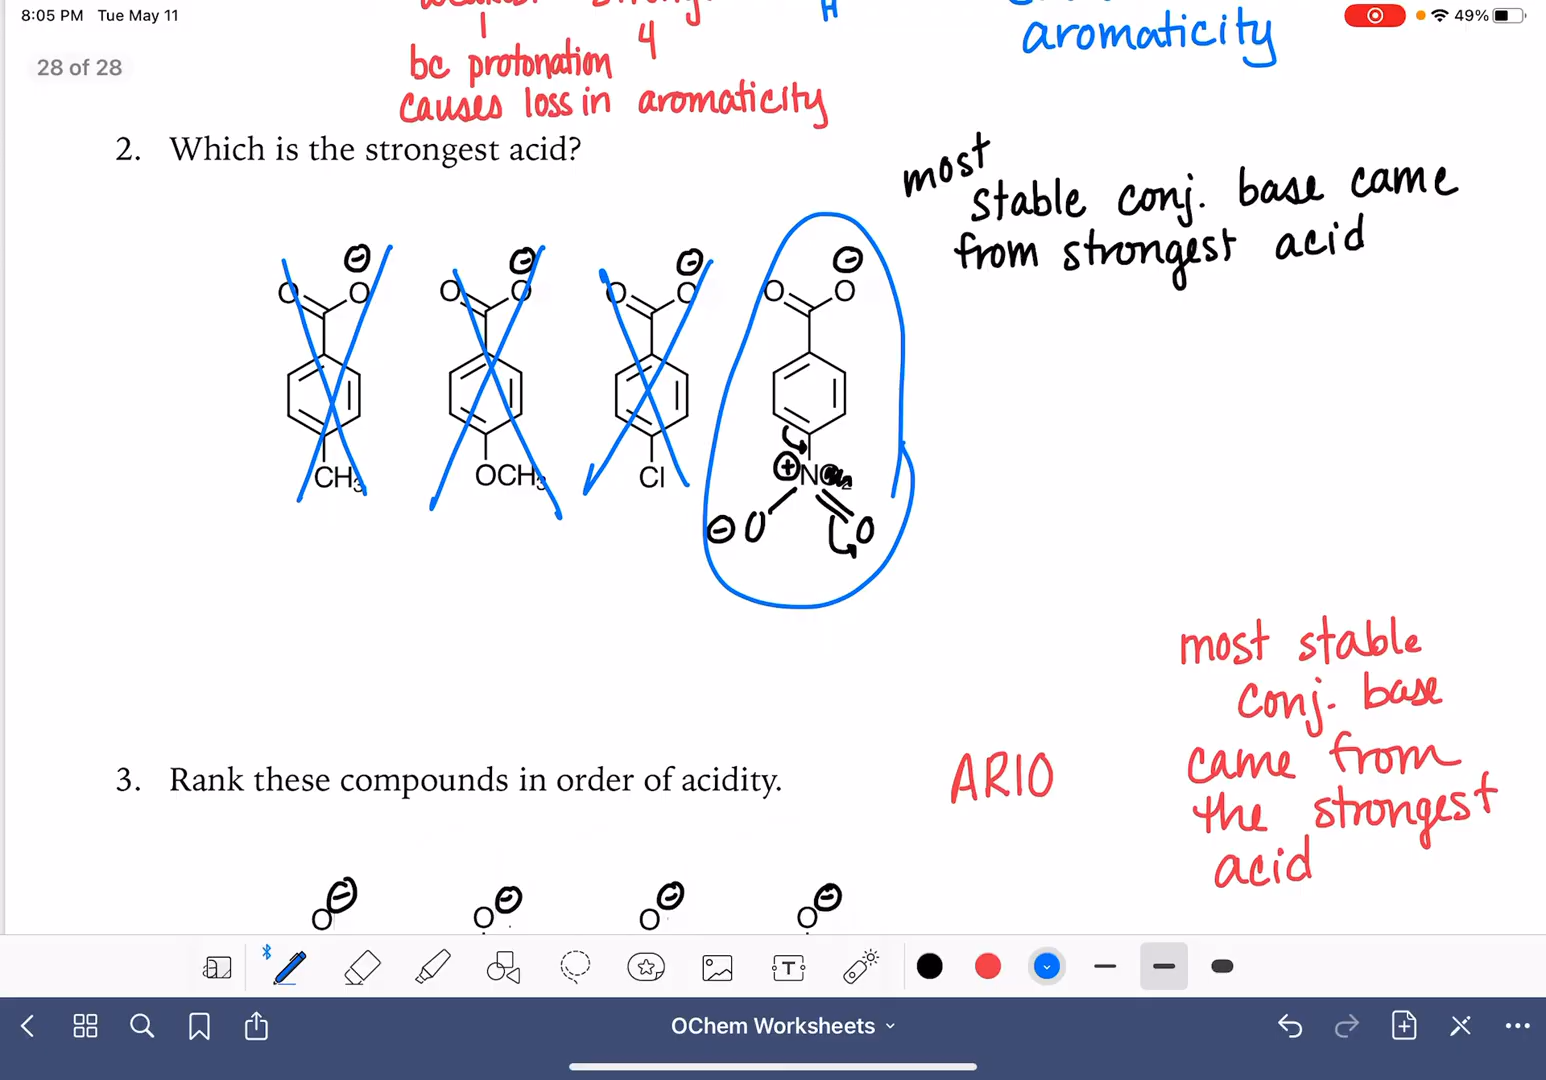 8:05 PM Tue May 11
49%
28 of 28
1
4
H
bc protonation
causes loss in aromaticity
aromaticity
2. Which is the strongest acid?
most
stable conj. base came
from strongest acid
⊖ ⊖ ⊖ ⊖
O O O O O O O O
CH₃ OCH₃ Cl ⊕N
⊖ O O
3. Rank these compounds in order of acidity.
ARIO
most stable
conj. base
came from
the strongest
acid
⊖ ⊖ ⊖ ⊖
O O O O
T
OChem Worksheets